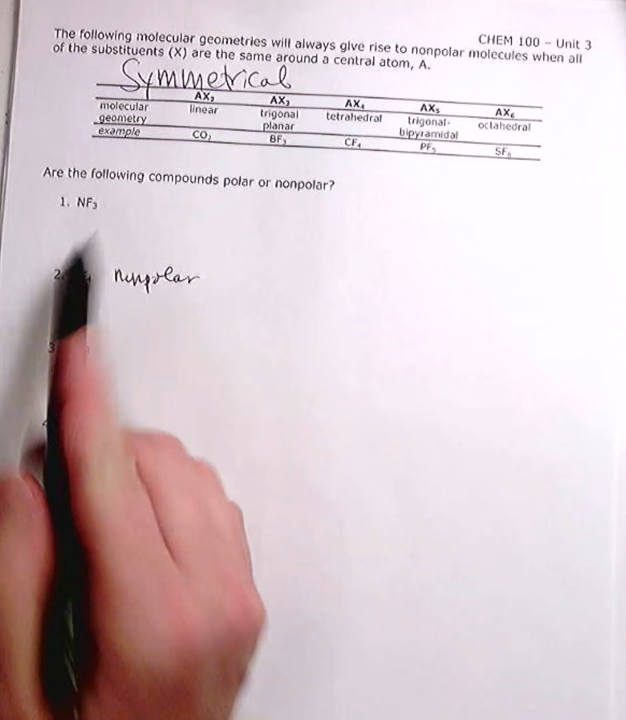 CHEM 100 - Unit 3
The following molecular geometries will always give rise to nonpolar molecules when all
of the substituents (X) are the same around a central atom, A.
Symmetrical
AX₂ AX₃ AX₄ AX₅ AX₆
molecular geometry linear trigonal planar tetrahedral trigonal-bipyramidal octahedral
example CO₂ BF₃ CF₄ PF₅ SF₆
Are the following compounds polar or nonpolar?
1. NF₃
2. nonpolar
3